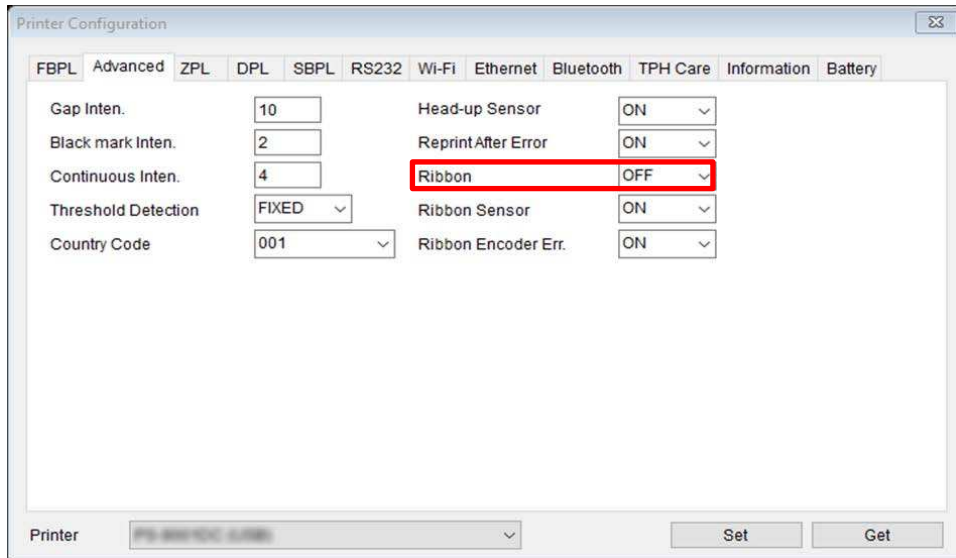 Printer Configuration
FBPL Advanced ZPL DPL SBPL RS232 Wi-Fi Ethernet Bluetooth TPH Care Information Battery
Gap Inten. 10 Head-up Sensor ON
Black mark Inten. 2 Reprint After Error ON
Continuous Inten. 4 Ribbon OFF
Threshold Detection FIXED Ribbon Sensor ON
Country Code 001 Ribbon Encoder Err. ON
Printer Set Get